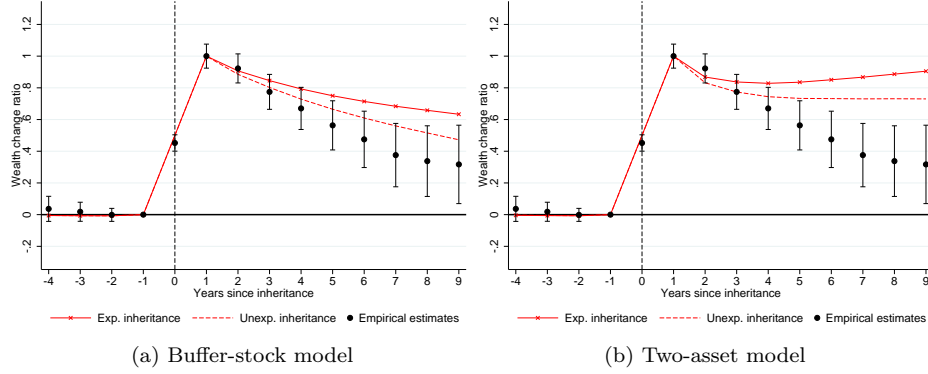 Wealth change ratio
1.2
1
.8
.6
.4
.2
0
-.2
-4 -3 -2 -1 0 1 2 3 4 5 6 7 8 9
Years since inheritance
Exp. inheritance Unexp. inheritance Empirical estimates
(a) Buffer-stock model
Wealth change ratio
1.2
1
.8
.6
.4
.2
0
-.2
-4 -3 -2 -1 0 1 2 3 4 5 6 7 8 9
Years since inheritance
Exp. inheritance Unexp. inheritance Empirical estimates
(b) Two-asset model